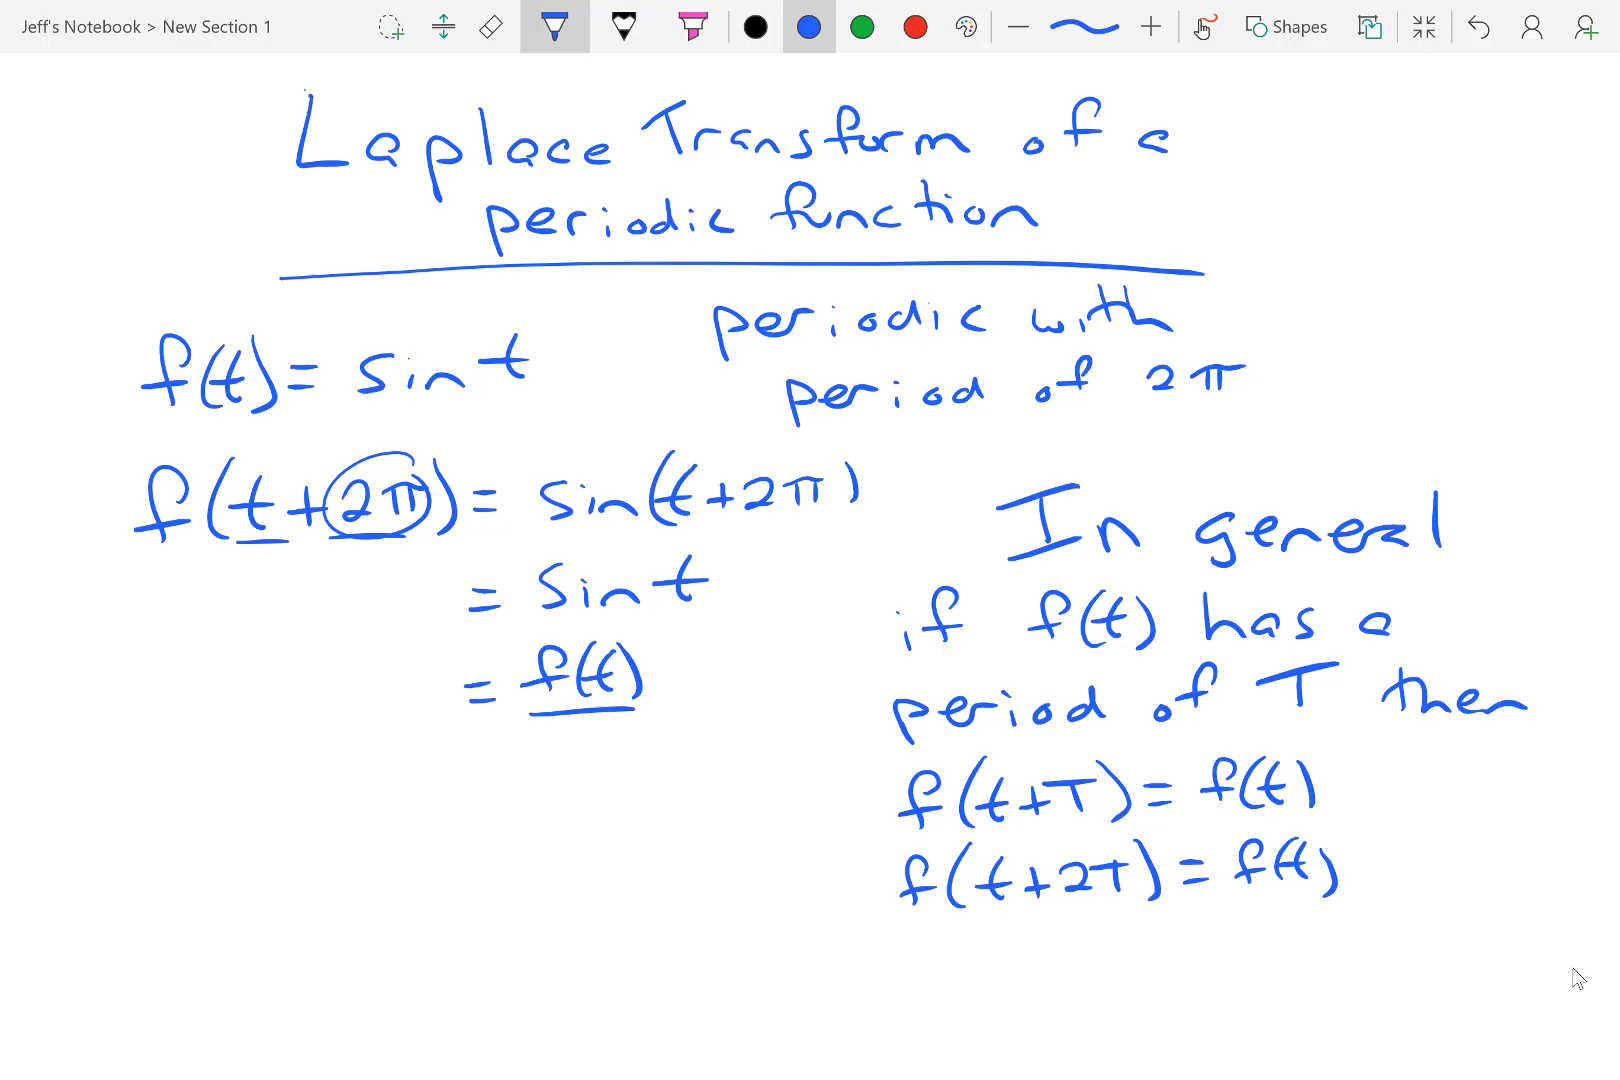 Jeff's Notebook > New Section 1
Shapes
Laplace Transform of a
periodic function
f(t) = sin t
periodic with
period of 2π
f(t+2π) = sin(t+2π)
= sin t
= f(t)
In general
if f(t) has a
period of T then
f(t+T) = f(t)
f(t+2T) = f(t)